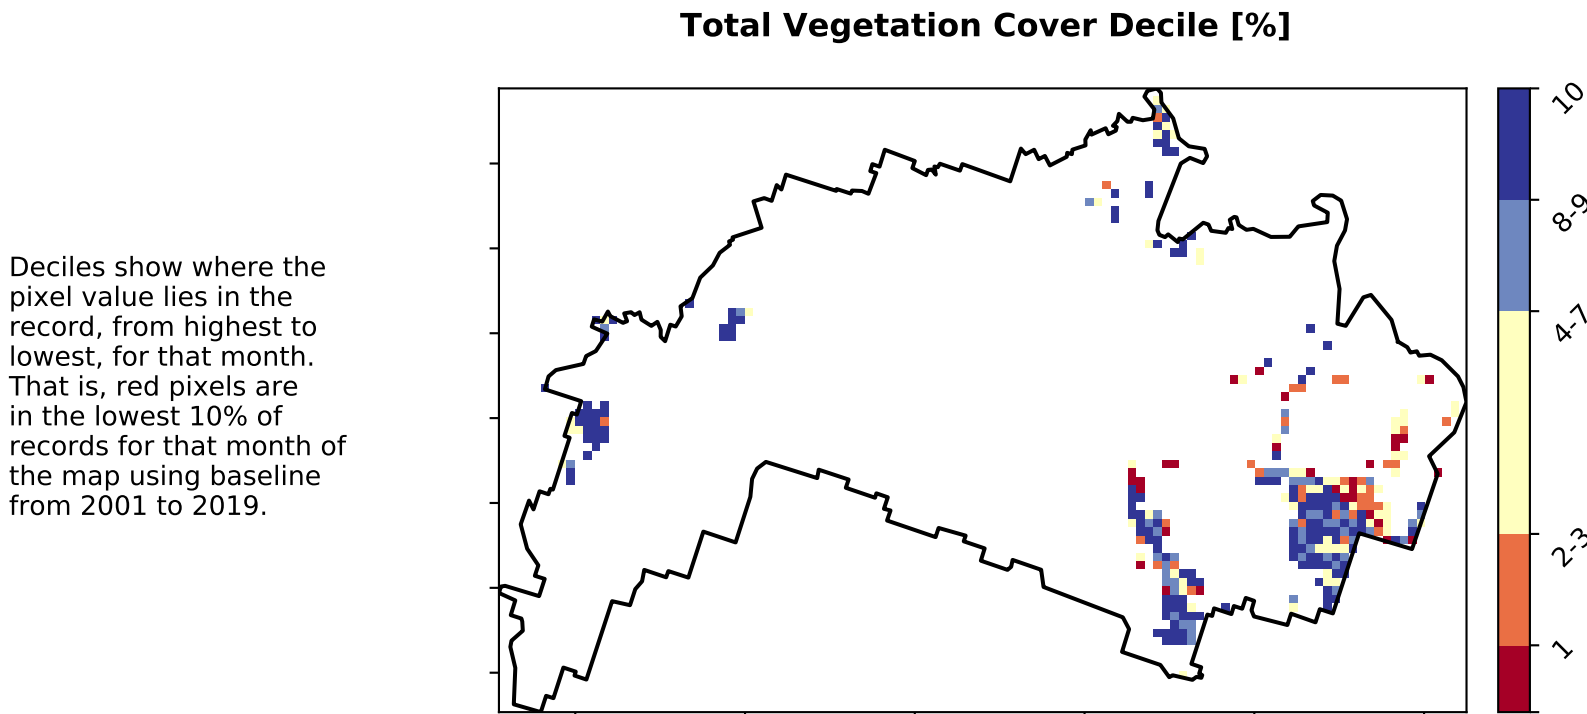 Total Vegetation Cover Decile [%]
Deciles show where the
pixel value lies in the
record, from highest to
lowest, for that month.
That is, red pixels are
in the lowest 10% of
records for that month of
the map using baseline
from 2001 to 2019.
10
8-9
4-7
2-3
1